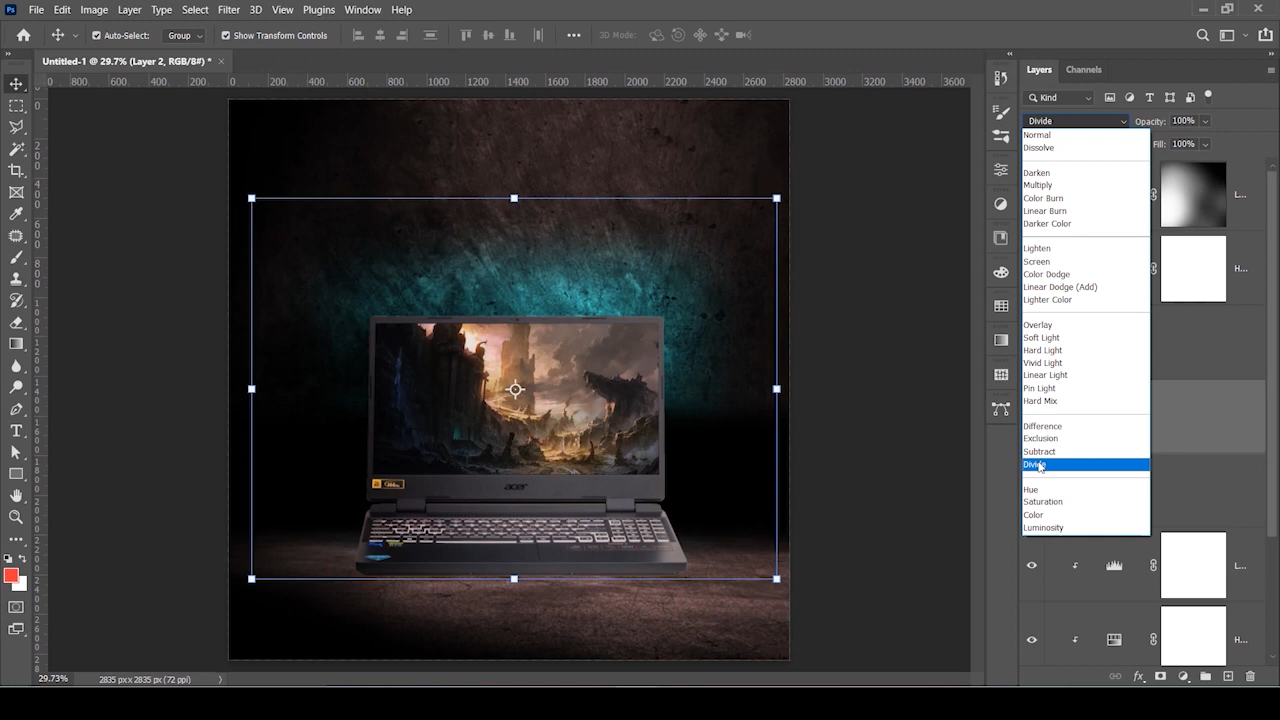 Ps File Edit Image Layer Type Select Filter 3D View Plugins Window Help
Auto-Select: Group Show Transform Controls 3D Mode:
Untitled-1 @ 29.7% (Layer 2, RGB/8#) *
Layers Channels
0 800 600 400 200 0 200 400 600 800 1000 1200 1400 1600 1800 2000 2200 2400 2600 2800 3000 3200 3400 3600
Kind
Divide Opacity: 100%
Normal
Fill: 100%
Dissolve
Darken
Multiply
L...
Color Burn
Linear Burn
Darker Color
Lighten
Screen
H...
Color Dodge
Linear Dodge (Add)
Lighter Color
Overlay
Soft Light
Hard Light
Vivid Light
Linear Light
Pin Light
Hard Mix
Difference
Exclusion
Subtract
Divide
acer
Hue
Saturation
Color
Luminosity
L...
H...
29.73% 2835 px x 2835 px (72 ppi)